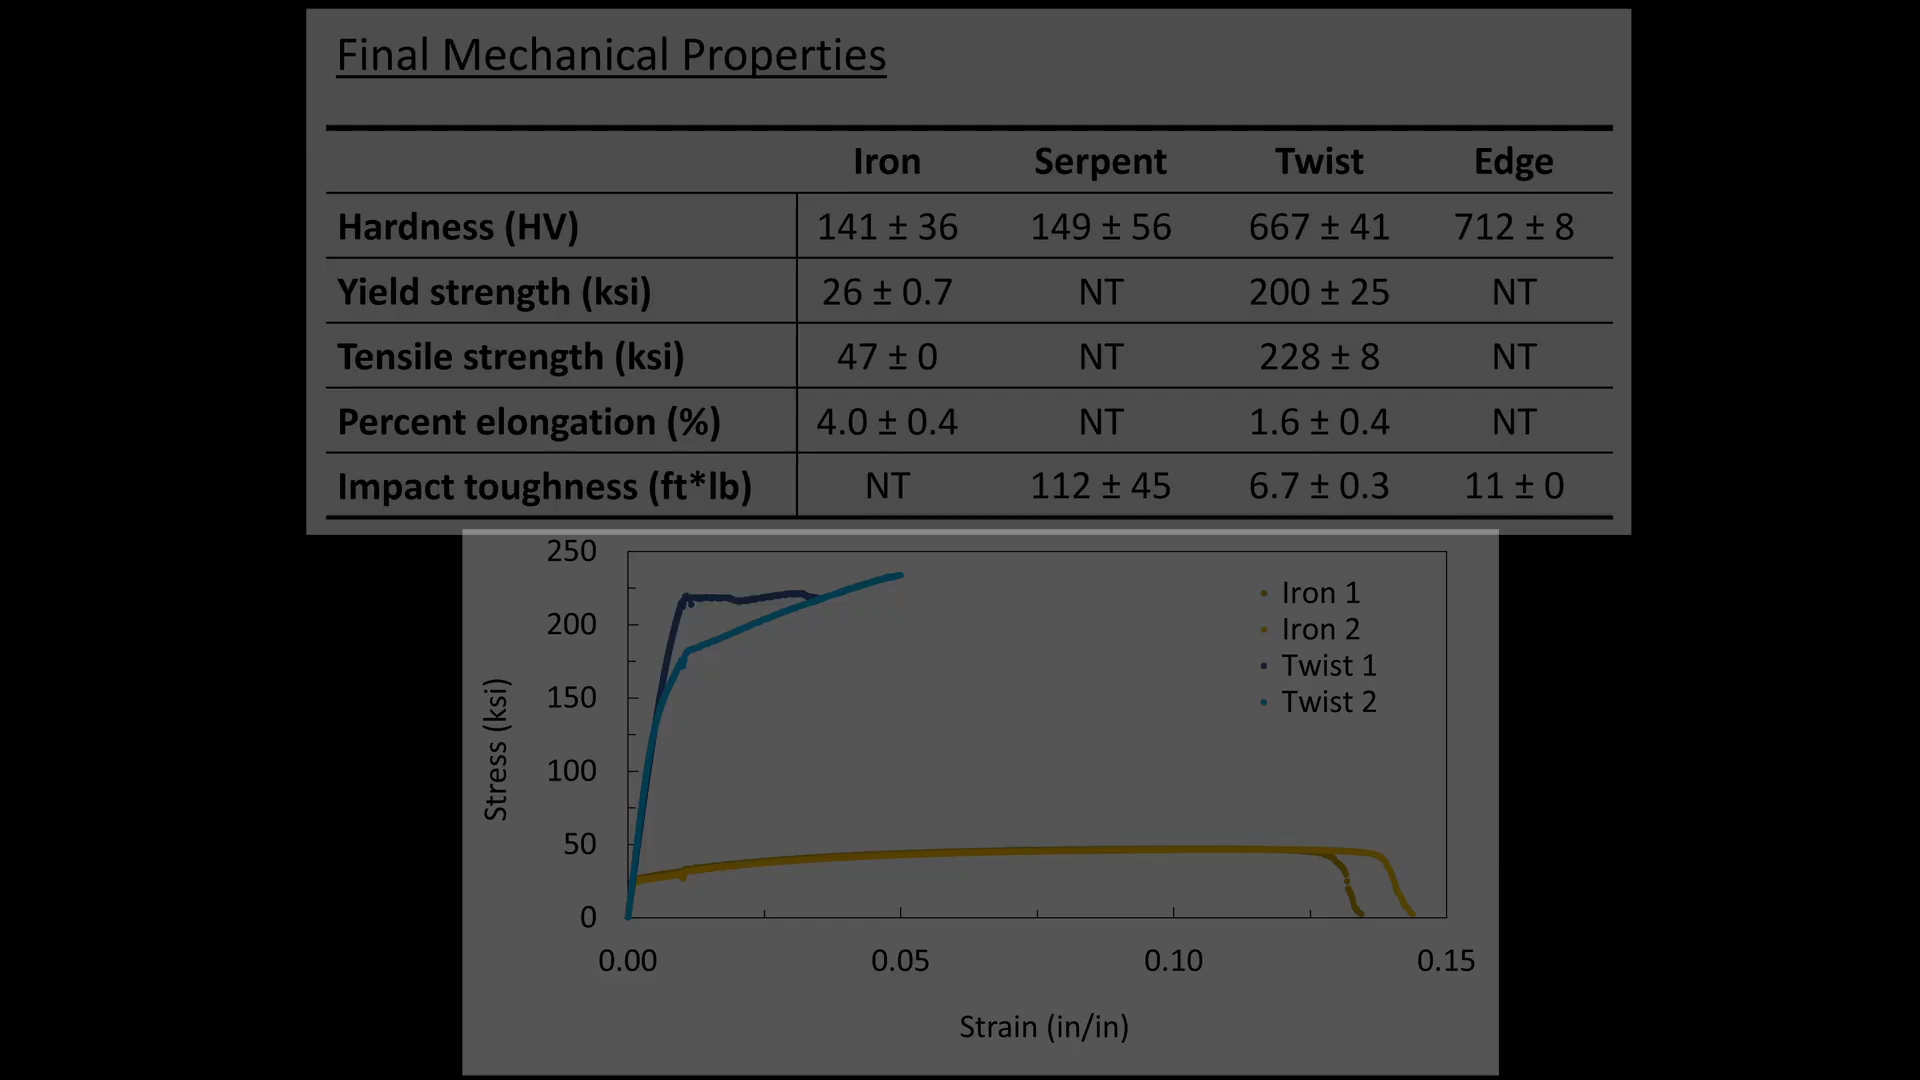 Final Mechanical Properties
Iron Serpent Twist Edge
Hardness (HV) 141 ± 36 149 ± 56 667 ± 41 712 ± 8
Yield strength (ksi) 26 ± 0.7 NT 200 ± 25 NT
Tensile strength (ksi) 47 ± 0 NT 228 ± 8 NT
Percent elongation (%) 4.0 ± 0.4 NT 1.6 ± 0.4 NT
Impact toughness (ft*lb) NT 112 ± 45 6.7 ± 0.3 11 ± 0
250
200
150
100
50
0
Stress (ksi)
Iron 1
Iron 2
Twist 1
Twist 2
0.00 0.05 0.10 0.15
Strain (in/in)